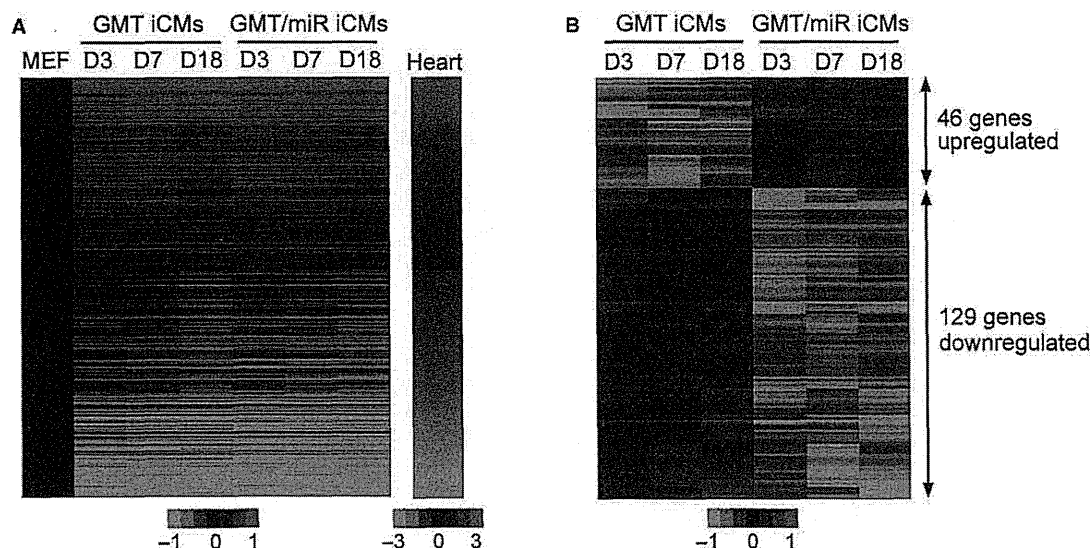 A
GMT iCMs GMT/miR iCMs
MEF D3 D7 D18 D3 D7 D18 Heart
–1 0 1
–3 0 3
B
GMT iCMs GMT/miR iCMs
D3 D7 D18 D3 D7 D18
46 genes
upregulated
129 genes
downregulated
–1 0 1